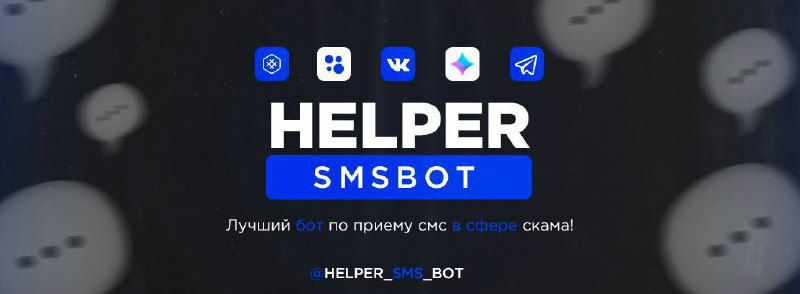 HELPER
SMSBOT
Лучший бот по приему смс в сфере скама!
@HELPER_SMS_BOT